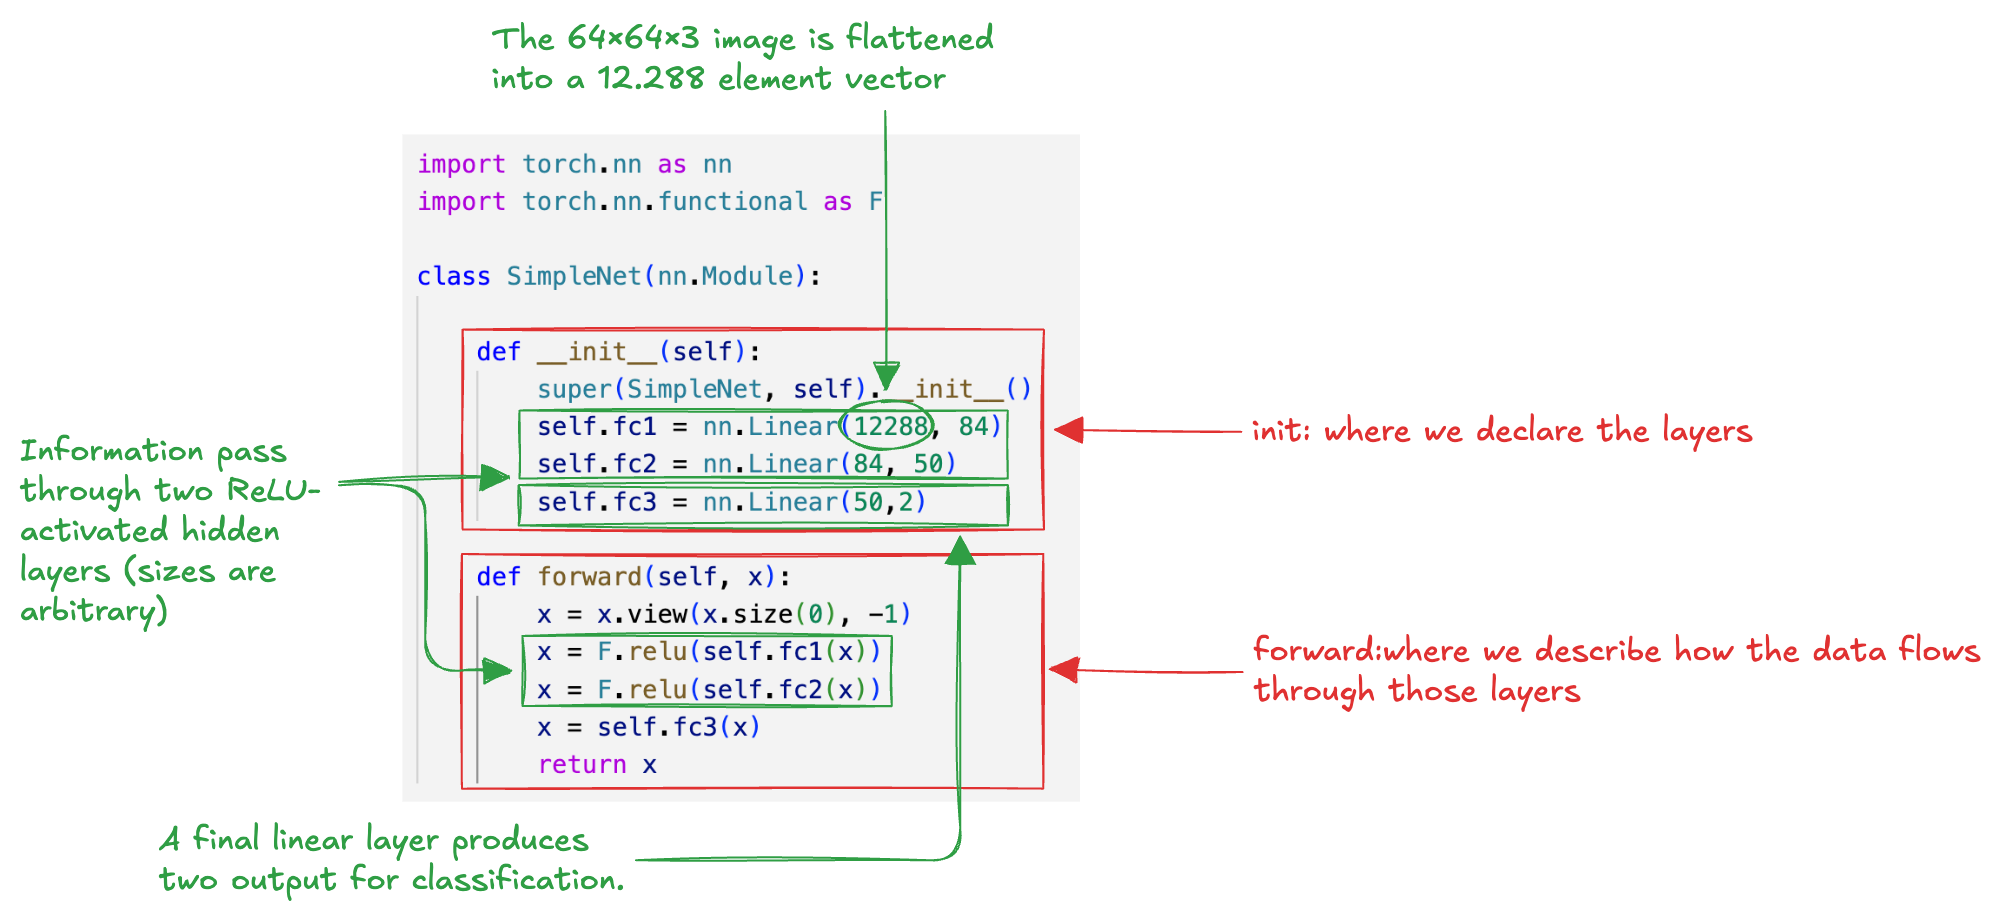 The 64×64×3 image is flattened
into a 12.288 element vector
import torch.nn as nn
import torch.nn.functional as F
class SimpleNet(nn.Module):
def __init__(self):
super(SimpleNet, self).__init__()
self.fc1 = nn.Linear(12288, 84)
self.fc2 = nn.Linear(84, 50)
self.fc3 = nn.Linear(50,2)
def forward(self, x):
x = x.view(x.size(0), -1)
x = F.relu(self.fc1(x))
x = F.relu(self.fc2(x))
x = self.fc3(x)
return x
Information pass
through two ReLU-
activated hidden
layers (sizes are
arbitrary)
init: where we declare the layers
forward:where we describe how the data flows
through those layers
A final linear layer produces
two output for classification.